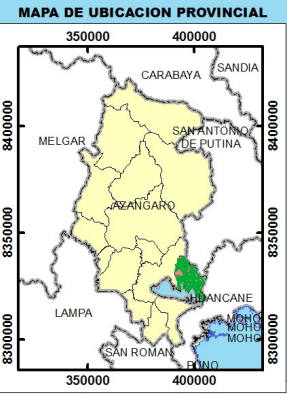 MAPA DE UBICACION PROVINCIAL
350000
400000
SANDIA
CARABAYA
8400000
8400000
SAN ANTONIO
DE PUTINA
MELGAR
AZANGARO
8350000
8350000
HUANCANE
LAMPA
MOHO
MOHO
MOHO
8300000
8300000
SAN ROMAN
PUNO
350000
400000